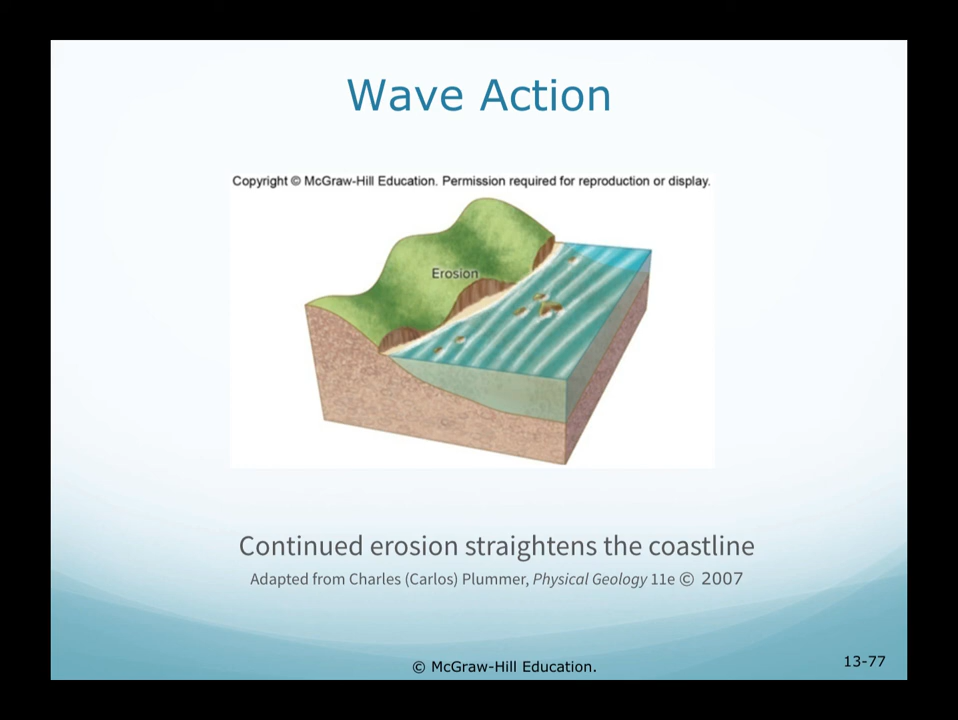 Wave Action
Copyright © McGraw-Hill Education. Permission required for reproduction or display.
Erosion
Continued erosion straightens the coastline
Adapted from Charles (Carlos) Plummer, Physical Geology 11e © 2007
© McGraw-Hill Education.
13-77